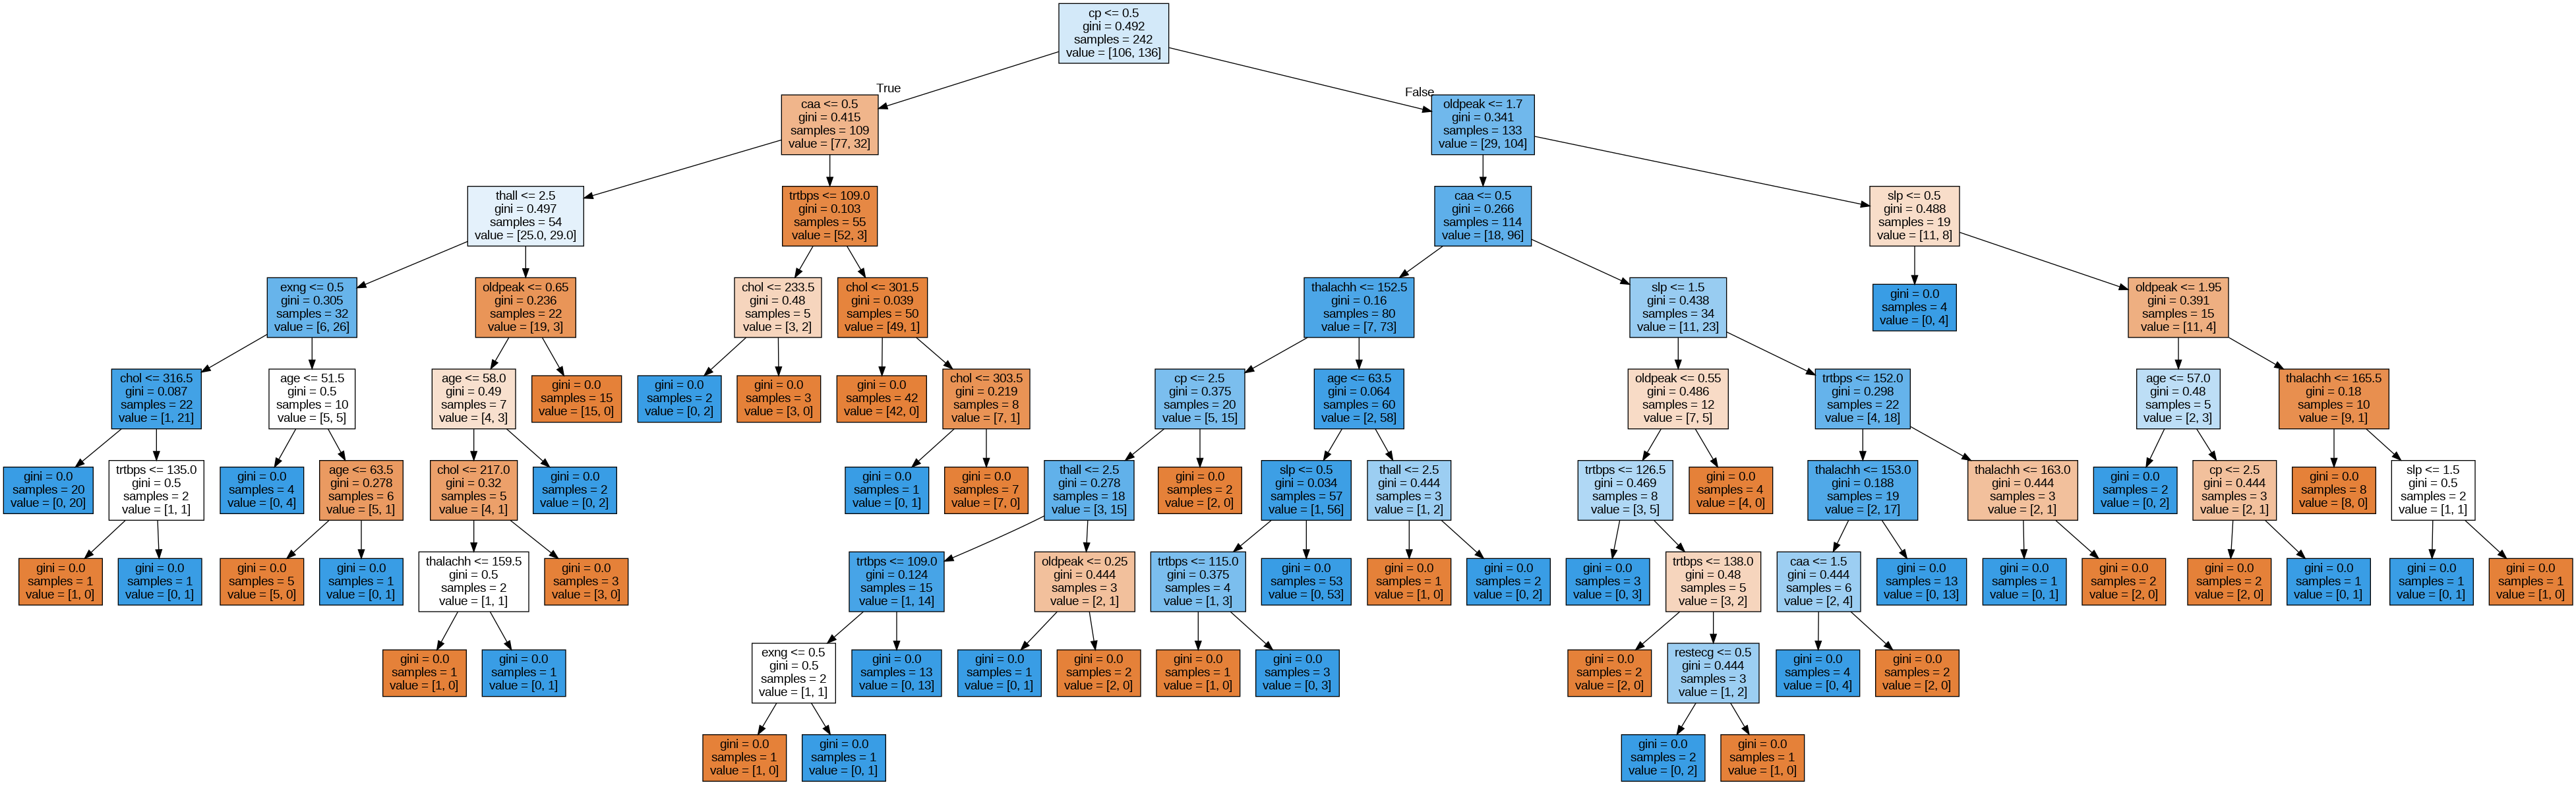 cp <= 0.5
gini = 0.492
samples = 242
value = [106, 136]
True
False
caa <= 0.5
gini = 0.415
samples = 109
value = [77, 32]
oldpeak <= 1.7
gini = 0.341
samples = 133
value = [29, 104]
thall <= 2.5
gini = 0.497
samples = 54
value = [25.0, 29.0]
trtbps <= 109.0
gini = 0.103
samples = 55
value = [52, 3]
caa <= 0.5
gini = 0.266
samples = 114
value = [18, 96]
slp <= 0.5
gini = 0.488
samples = 19
value = [11, 8]
exng <= 0.5
gini = 0.305
samples = 32
value = [6, 26]
oldpeak <= 0.65
gini = 0.236
samples = 22
value = [19, 3]
chol <= 233.5
gini = 0.48
samples = 5
value = [3, 2]
chol <= 301.5
gini = 0.039
samples = 50
value = [49, 1]
thalachh <= 152.5
gini = 0.16
samples = 80
value = [7, 73]
slp <= 1.5
gini = 0.438
samples = 34
value = [11, 23]
gini = 0.0
samples = 4
value = [0, 4]
oldpeak <= 1.95
gini = 0.391
samples = 15
value = [11, 4]
chol <= 316.5
gini = 0.087
samples = 22
value = [1, 21]
age <= 51.5
gini = 0.5
samples = 10
value = [5, 5]
age <= 58.0
gini = 0.49
samples = 7
value = [4, 3]
gini = 0.0
samples = 15
value = [15, 0]
gini = 0.0
samples = 2
value = [0, 2]
gini = 0.0
samples = 3
value = [3, 0]
gini = 0.0
samples = 42
value = [42, 0]
chol <= 303.5
gini = 0.219
samples = 8
value = [7, 1]
cp <= 2.5
gini = 0.375
samples = 20
value = [5, 15]
age <= 63.5
gini = 0.064
samples = 60
value = [2, 58]
oldpeak <= 0.55
gini = 0.486
samples = 12
value = [7, 5]
trtbps <= 152.0
gini = 0.298
samples = 22
value = [4, 18]
age <= 57.0
gini = 0.48
samples = 5
value = [2, 3]
thalachh <= 165.5
gini = 0.18
samples = 10
value = [9, 1]
gini = 0.0
samples = 20
value = [0, 20]
trtbps <= 135.0
gini = 0.5
samples = 2
value = [1, 1]
gini = 0.0
samples = 4
value = [0, 4]
age <= 63.5
gini = 0.278
samples = 6
value = [5, 1]
chol <= 217.0
gini = 0.32
samples = 5
value = [4, 1]
gini = 0.0
samples = 2
value = [0, 2]
gini = 0.0
samples = 1
value = [0, 1]
gini = 0.0
samples = 7
value = [7, 0]
thall <= 2.5
gini = 0.278
samples = 18
value = [3, 15]
gini = 0.0
samples = 2
value = [2, 0]
slp <= 0.5
gini = 0.034
samples = 57
value = [1, 56]
thall <= 2.5
gini = 0.444
samples = 3
value = [1, 2]
trtbps <= 126.5
gini = 0.469
samples = 8
value = [3, 5]
gini = 0.0
samples = 4
value = [4, 0]
thalachh <= 153.0
gini = 0.188
samples = 19
value = [2, 17]
thalachh <= 163.0
gini = 0.444
samples = 3
value = [2, 1]
gini = 0.0
samples = 2
value = [0, 2]
cp <= 2.5
gini = 0.444
samples = 3
value = [2, 1]
gini = 0.0
samples = 8
value = [8, 0]
slp <= 1.5
gini = 0.5
samples = 2
value = [1, 1]
gini = 0.0
samples = 1
value = [1, 0]
gini = 0.0
samples = 1
value = [0, 1]
gini = 0.0
samples = 5
value = [5, 0]
gini = 0.0
samples = 1
value = [0, 1]
thalachh <= 159.5
gini = 0.5
samples = 2
value = [1, 1]
gini = 0.0
samples = 3
value = [3, 0]
trtbps <= 109.0
gini = 0.124
samples = 15
value = [1, 14]
oldpeak <= 0.25
gini = 0.444
samples = 3
value = [2, 1]
trtbps <= 115.0
gini = 0.375
samples = 4
value = [1, 3]
gini = 0.0
samples = 53
value = [0, 53]
gini = 0.0
samples = 1
value = [1, 0]
gini = 0.0
samples = 2
value = [0, 2]
gini = 0.0
samples = 3
value = [0, 3]
trtbps <= 138.0
gini = 0.48
samples = 5
value = [3, 2]
caa <= 1.5
gini = 0.444
samples = 6
value = [2, 4]
gini = 0.0
samples = 13
value = [0, 13]
gini = 0.0
samples = 1
value = [0, 1]
gini = 0.0
samples = 2
value = [2, 0]
gini = 0.0
samples = 2
value = [2, 0]
gini = 0.0
samples = 1
value = [0, 1]
gini = 0.0
samples = 1
value = [0, 1]
gini = 0.0
samples = 1
value = [1, 0]
gini = 0.0
samples = 1
value = [1, 0]
gini = 0.0
samples = 1
value = [0, 1]
exng <= 0.5
gini = 0.5
samples = 2
value = [1, 1]
gini = 0.0
samples = 13
value = [0, 13]
gini = 0.0
samples = 1
value = [0, 1]
gini = 0.0
samples = 2
value = [2, 0]
gini = 0.0
samples = 1
value = [1, 0]
gini = 0.0
samples = 3
value = [0, 3]
gini = 0.0
samples = 2
value = [2, 0]
restecg <= 0.5
gini = 0.444
samples = 3
value = [1, 2]
gini = 0.0
samples = 4
value = [0, 4]
gini = 0.0
samples = 2
value = [2, 0]
gini = 0.0
samples = 1
value = [1, 0]
gini = 0.0
samples = 1
value = [0, 1]
gini = 0.0
samples = 2
value = [0, 2]
gini = 0.0
samples = 1
value = [1, 0]